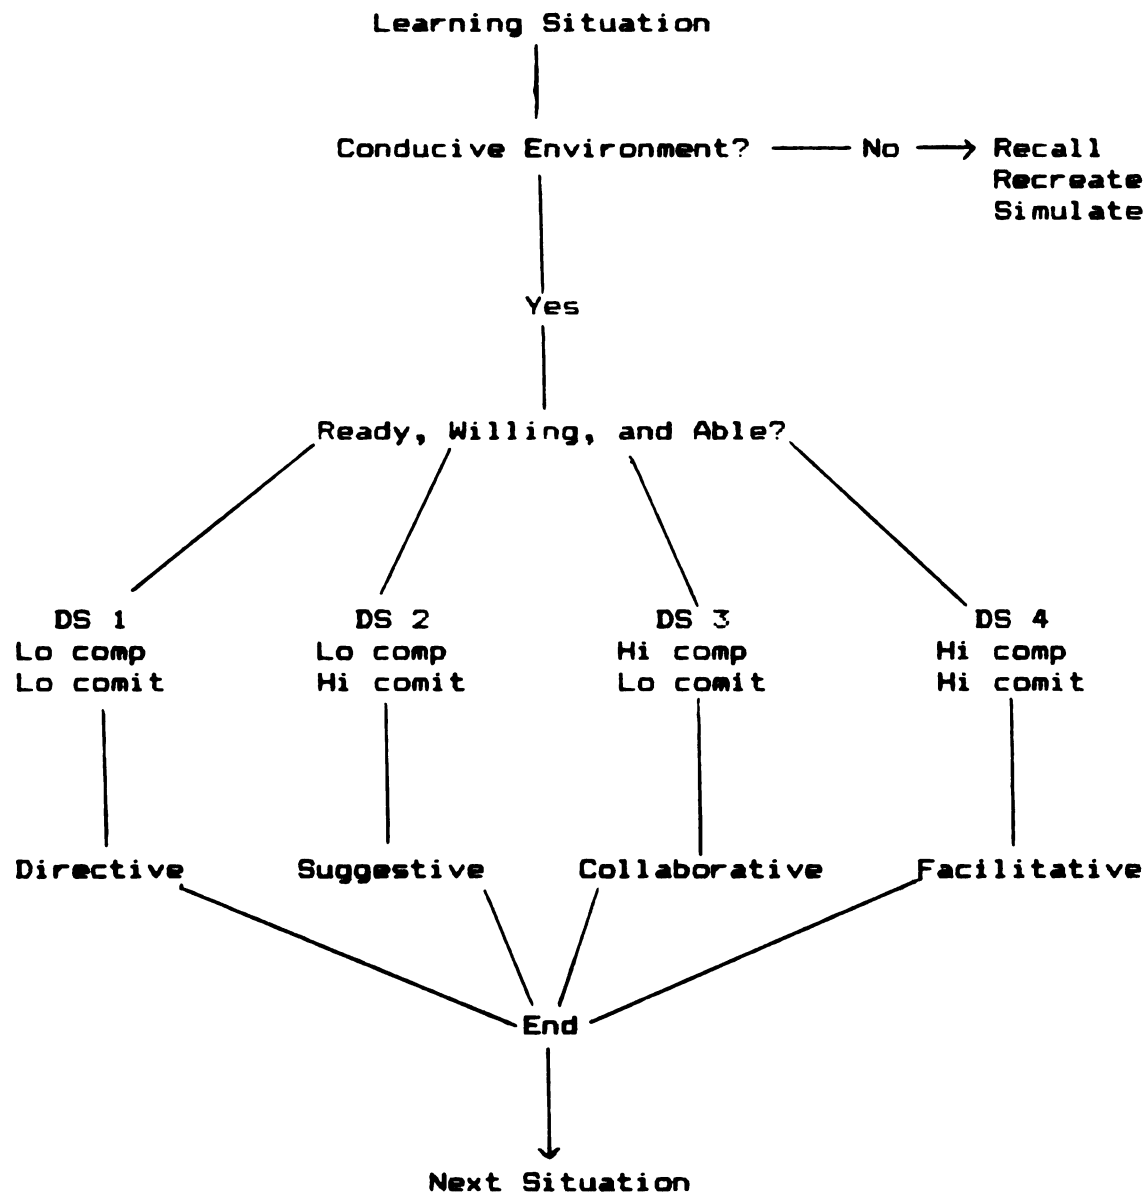 Learning Situation
Conducive Environment? No Recall
Recreate
Simulate
Yes
Ready, Willing, and Able?
DS 1 DS 2 DS 3 DS 4
Lo comp Lo comp Hi comp Hi comp
Lo comit Hi comit Lo comit Hi comit
Directive Suggestive Collaborative Facilitative
End
Next Situation